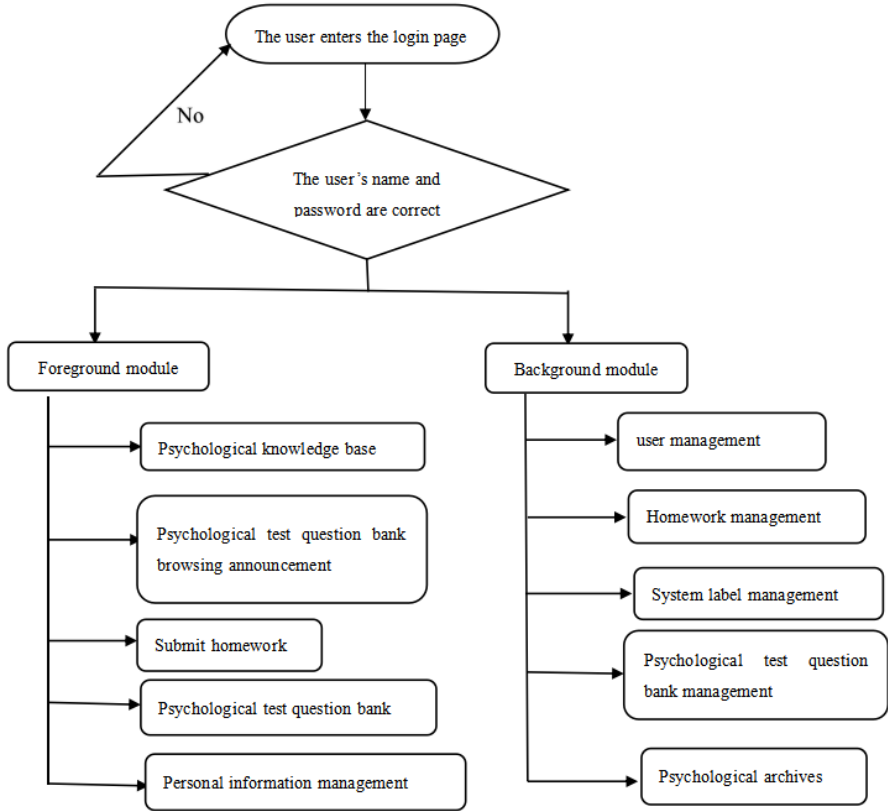 The user enters the login page
No
The user’s name and
password are correct
Foreground module
Background module
Psychological knowledge base
Psychological test question bank
browsing announcement
Submit homework
Psychological test question bank
Personal information management
user management
Homework management
System label management
Psychological test question
bank management
Psychological archives